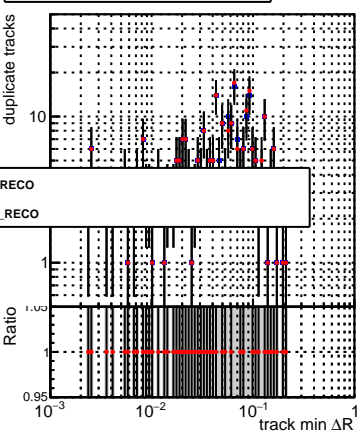 duplicate tracks
10
RECO
_RECO
1
Ratio
1.05
1
0.95
10⁻³
10⁻²
10⁻¹
1
track min ΔR